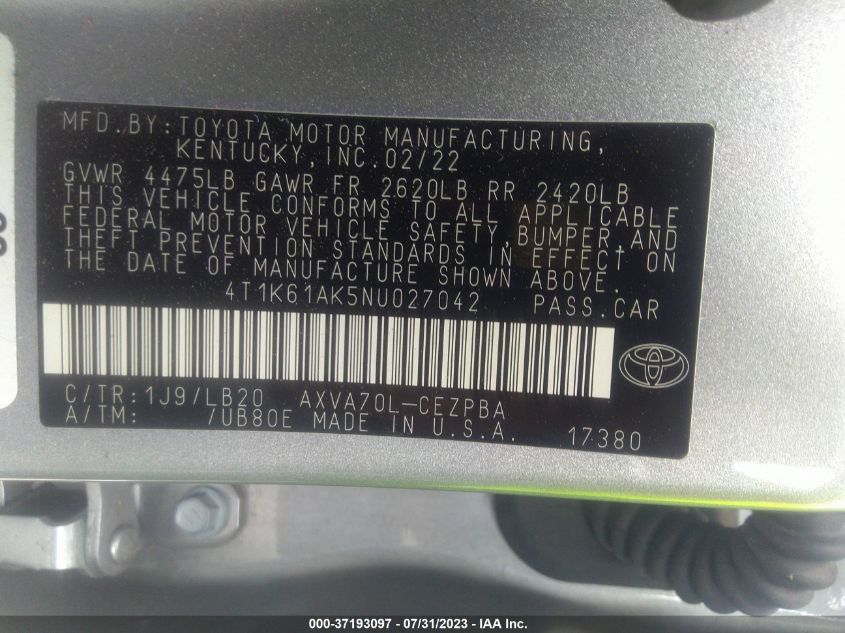 MFD.BY:TOYOTA MOTOR MANUFACTURING,
KENTUCKY,INC.02/22
GVWR 4475LB GAWR FR 2620LB RR 2420LB
THIS VEHICLE CONFORMS TO ALL APPLICABLE
FEDERAL MOTOR VEHICLE SAFETY,BUMPER,AND
THEFT PREVENTION STANDARDS IN EFFECT ON
THE DATE OF MANUFACTURE SHOWN ABOVE.
4T1K61AK5NU027042 PASS.CAR
C/TR:1J9/LB20 AXVA70L-CEZPBA
A/TM: /UB80E MADE IN U.S.A. 17380
000-37193097 - 07/31/2023 - IAA Inc.